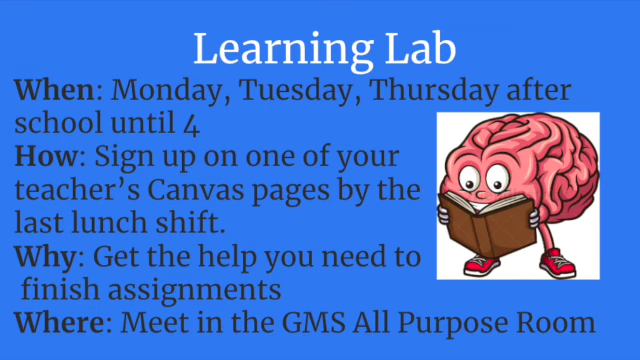 Learning Lab
When: Monday, Tuesday, Thursday after
school until 4
How: Sign up on one of your
teacher’s Canvas pages by the
last lunch shift.
Why: Get the help you need to
finish assignments
Where: Meet in the GMS All Purpose Room